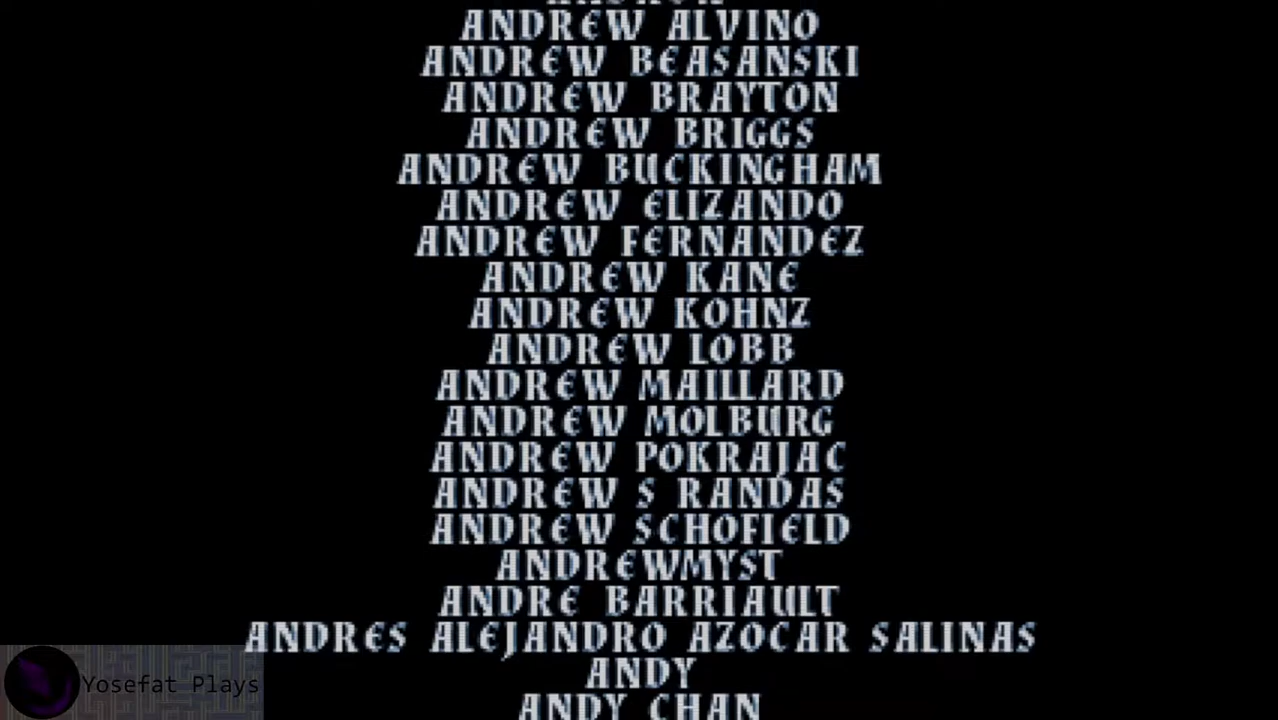 ANDREW ALVINO
ANDREW BEASANSKI
ANDREW BRAYTON
ANDREW BRIGGS
ANDREW BUCKINGHAM
ANDREW ELIZANDO
ANDREW FERNANDEZ
ANDREW KANE
ANDREW KOHNZ
ANDREW LOBB
ANDREW MAILLARD
ANDREW MOLBURG
ANDREW POKRAJAC
ANDREW S RANDAS
ANDREW SCHOFIELD
ANDREWMYST
ANDRE BARRIAULT
ANDRES ALEJANDRO AZOCAR SALINAS
ANDY
ANDY CHAN
Yosefat Plays